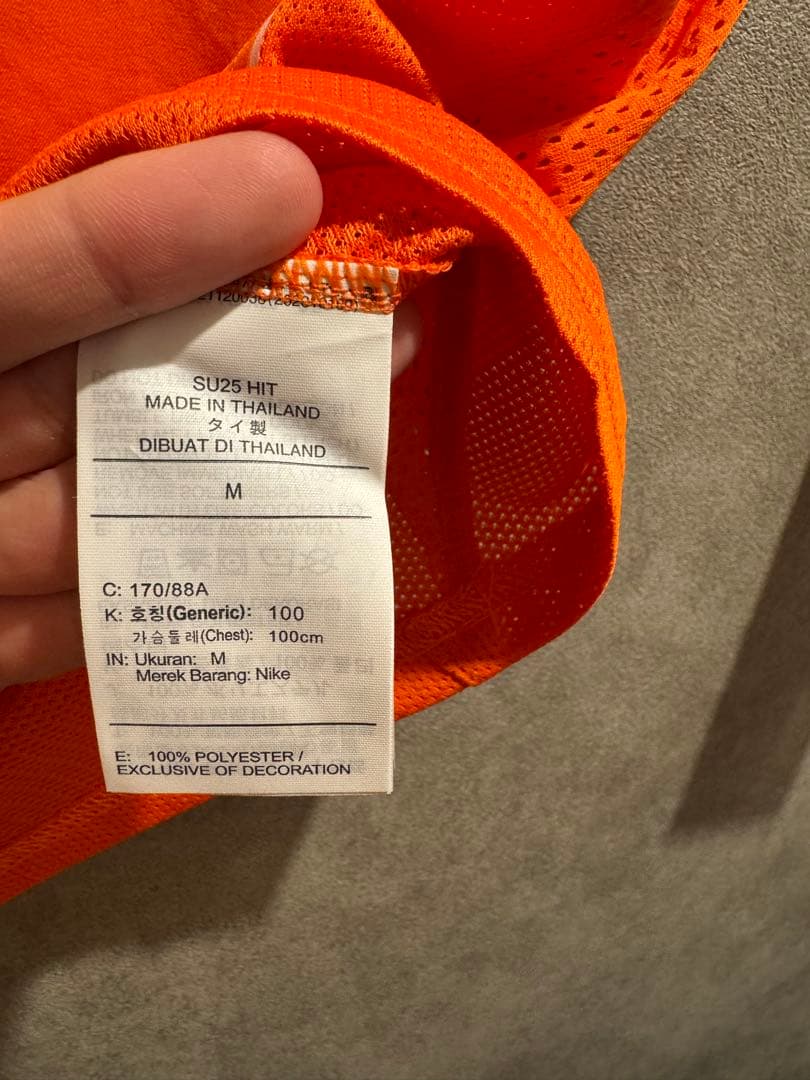 SU25 HIT
MADE IN THAILAND
タイ製
DIBUAT DI THAILAND
M
C: 170/88A
K: 호칭(Generic): 100
가슴둘레(Chest): 100cm
IN: Ukuran: M
Merek Barang: Nike
E: 100% POLYESTER /
EXCLUSIVE OF DECORATION